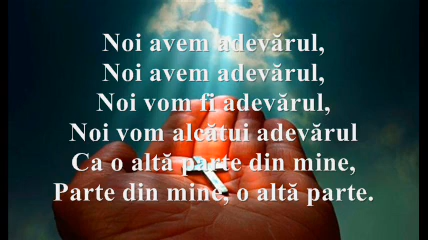 Noi avem adevărul,
Noi avem adevărul,
Noi vom fi adevărul,
Noi vom alcătui adevărul
Ca o altă parte din mine,
Parte din mine, o altă parte.